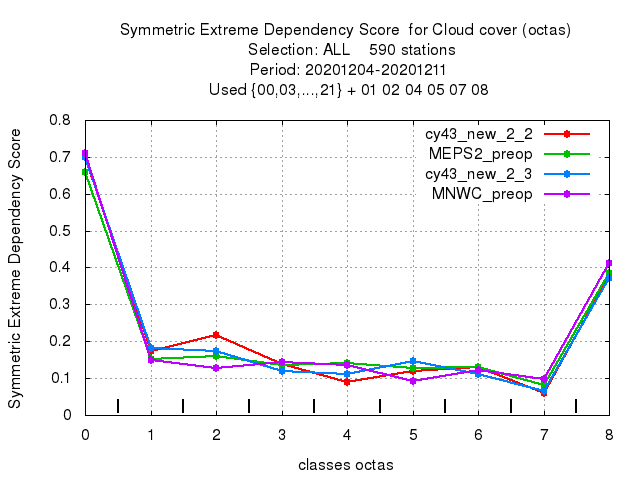 Symmetric Extreme Dependency Score  for Cloud cover (octas)
Selection: ALL    590 stations
Period: 20201204-20201211
Used {00,03,...,21} + 01 02 04 05 07 08
Symmetric Extreme Dependency Score
0.8
0.7
0.6
0.5
0.4
0.3
0.2
0.1
0
cy43_new_2_2
MEPS2_preop
cy43_new_2_3
MNWC_preop
0 1 2 3 4 5 6 7 8
classes octas